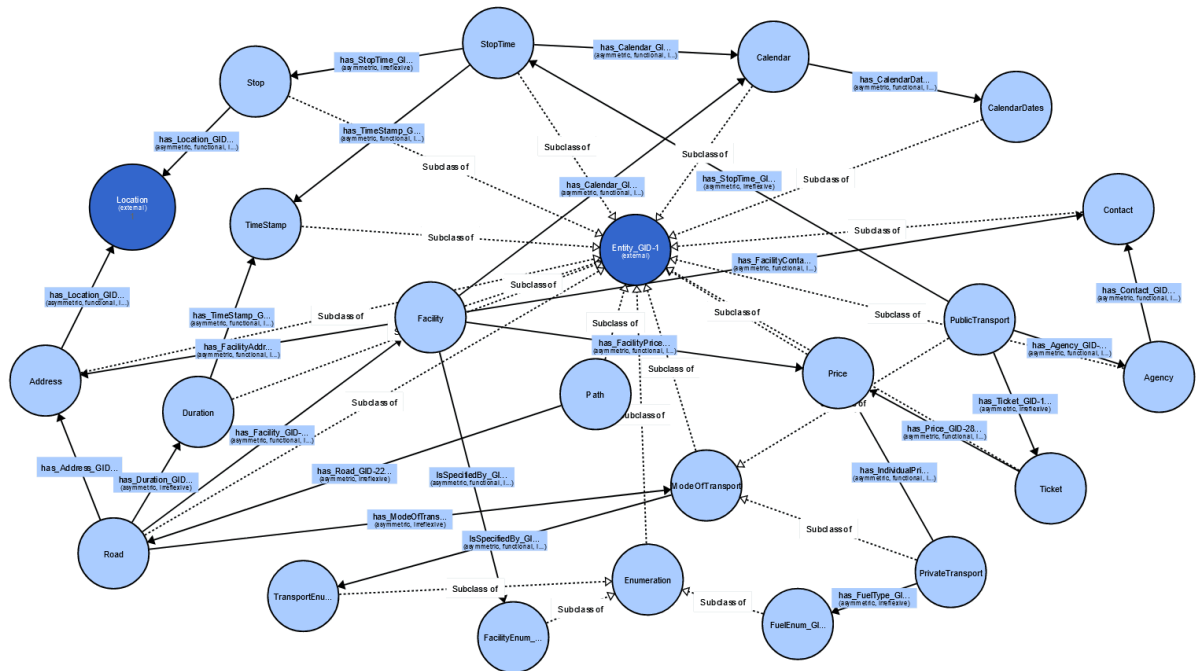 StopTime
has_Calendar_GI...
(asymmetric, functional, I...)
Calendar
has_StopTime_GI...
(asymmetric, irreflexive)
Stop
has_CalendarDat...
(asymmetric, functional, I...)
CalendarDates
has_TimeStamp_G...
(asymmetric, functional, I...)
has_Location_GID...
(asymmetric, functional, I...)
Subclass of
Subclass of
Subclass of
Subclass of
has_StopTime_GI...
(asymmetric, irreflexive)
has_Calendar_GI...
(asymmetric, functional, I...)
Location
(external)
Contact
TimeStamp
Subclass of
Entity_GID-1
(external)
Subclass of
has_FacilityConta...
(asymmetric, functional, I...)
has_Location_GID...
(asymmetric, functional, I...)
Subclass of
has_Contact_GID...
(asymmetric, functional, I...)
has_TimeStamp_G...
(asymmetric, functional, I...)
Subclass of
Facility
Subclass of
Subclass of
Subclass of
PublicTransport
has_FacilityAddr...
(asymmetric, functional, I...)
has_FacilityPrice...
(asymmetric, functional, I...)
has_Agency_GID-...
(asymmetric, functional, I...)
Address
Subclass of
Price
Agency
Duration
Path
Subclass of
has_Ticket_GID-1...
(asymmetric, irreflexive)
has_Facility_GID-...
(asymmetric, functional, I...)
Subclass of
has_Price_GID-28...
(asymmetric, functional, I...)
has_Address_GID...
has_Duration_GID...
(asymmetric, irreflexive)
has_Road_GID-22...
(asymmetric, irreflexive)
IsSpecifiedBy_GI...
(asymmetric, functional, I...)
has_IndividualPri...
(asymmetric, functional, I...)
ModeOfTransport
Ticket
has_ModeOfTrans...
(asymmetric, irreflexive)
Subclass of
IsSpecifiedBy_GI...
(asymmetric, functional, I...)
Road
PrivateTransport
Enumeration
TransportEnu...
Subclass of
has_FuelType_GI...
(asymmetric, irreflexive)
Subclass of
Subclass of
FuelEnum_GI...
FacilityEnum_...